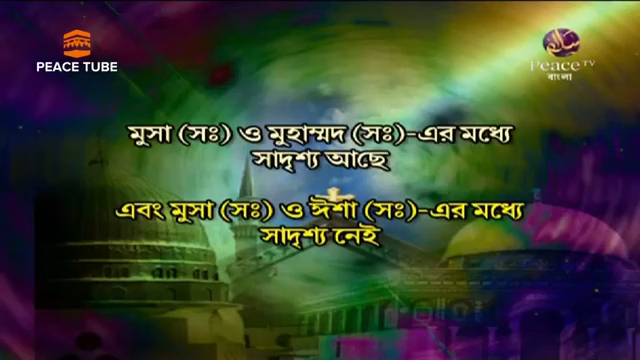 PEACE TUBE
Peace TV
বাংলা
মুসা (সঃ) ও মুহাম্মদ (সঃ)-এর মধ্যে
সাদৃশ্য আছে
এবং মুসা (সঃ) ও ঈশা (সঃ)-এর মধ্যে
সাদৃশ্য নেই